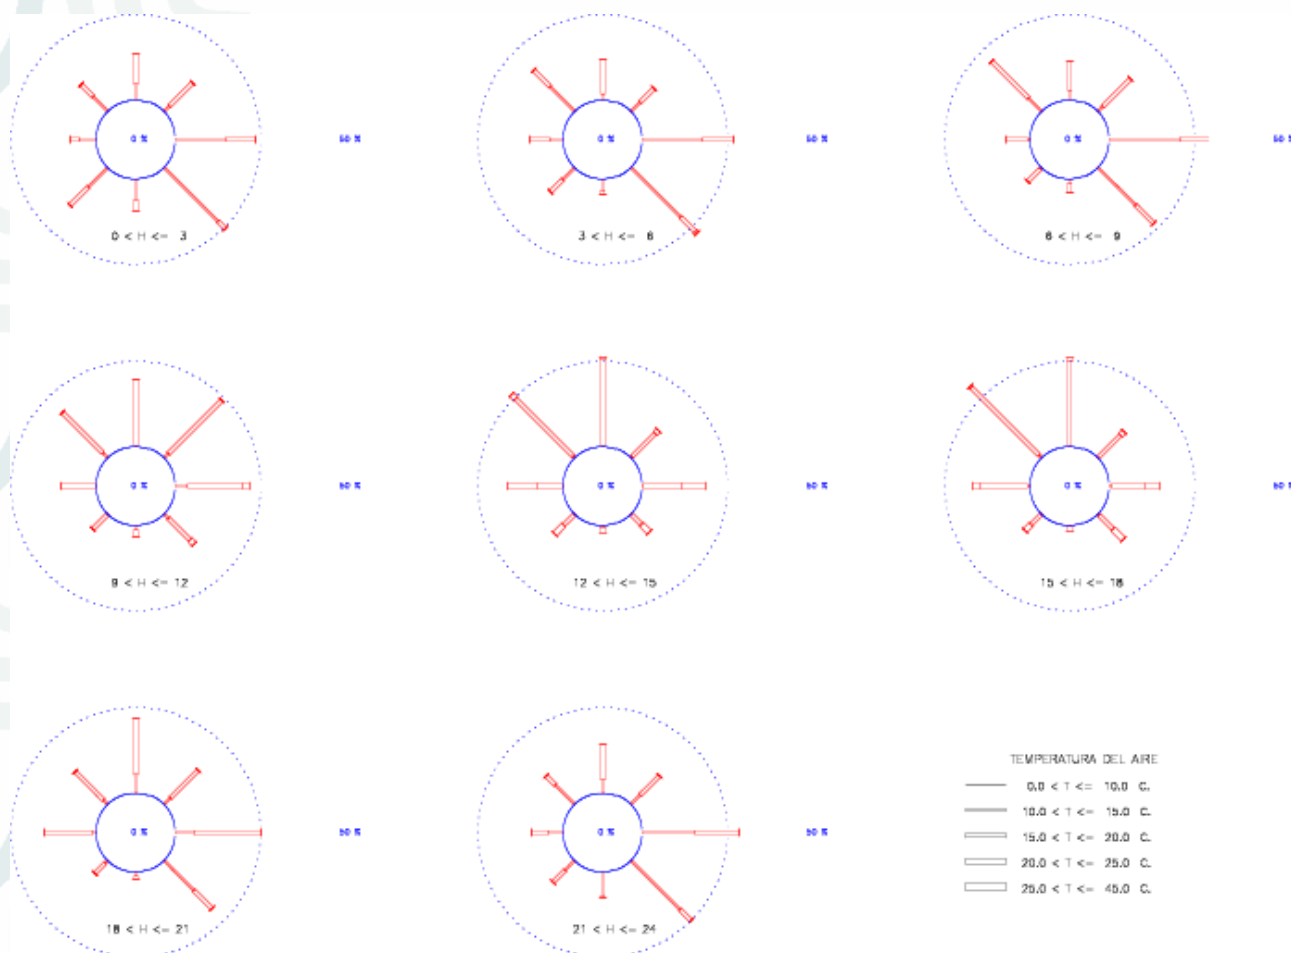 0 %
50 %
0 < H <= 3
0 %
50 %
3 < H <= 6
0 %
50 %
6 < H <= 9
0 %
50 %
9 < H <= 12
0 %
50 %
12 < H <= 15
0 %
50 %
15 < H <= 18
0 %
50 %
18 < H <= 21
0 %
50 %
21 < H <= 24
TEMPERATURA DEL AIRE
0.0 < T <= 10.0 C.
10.0 < T <= 15.0 C.
15.0 < T <= 20.0 C.
20.0 < T <= 25.0 C.
25.0 < T <= 45.0 C.